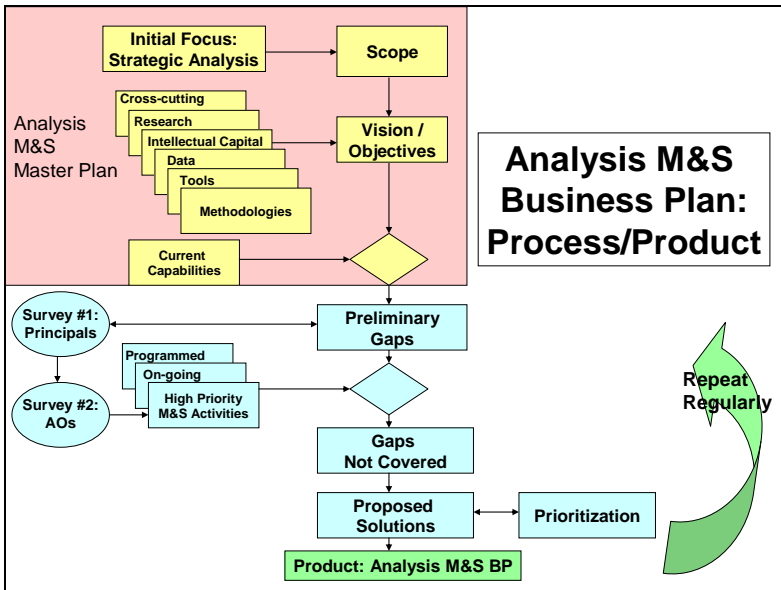 Initial Focus:
Strategic Analysis
Scope
Analysis
M&S
Master Plan
Cross-cutting
Research
Intellectual Capital
Data
Tools
Methodologies
Vision /
Objectives
Current
Capabilities
Analysis M&S
Business Plan:
Process/Product
Survey #1:
Principals
Preliminary
Gaps
Survey #2:
AOs
Programmed
On-going
High Priority
M&S Activities
Gaps
Not Covered
Proposed
Solutions
Prioritization
Product: Analysis M&S BP
Repeat
Regularly